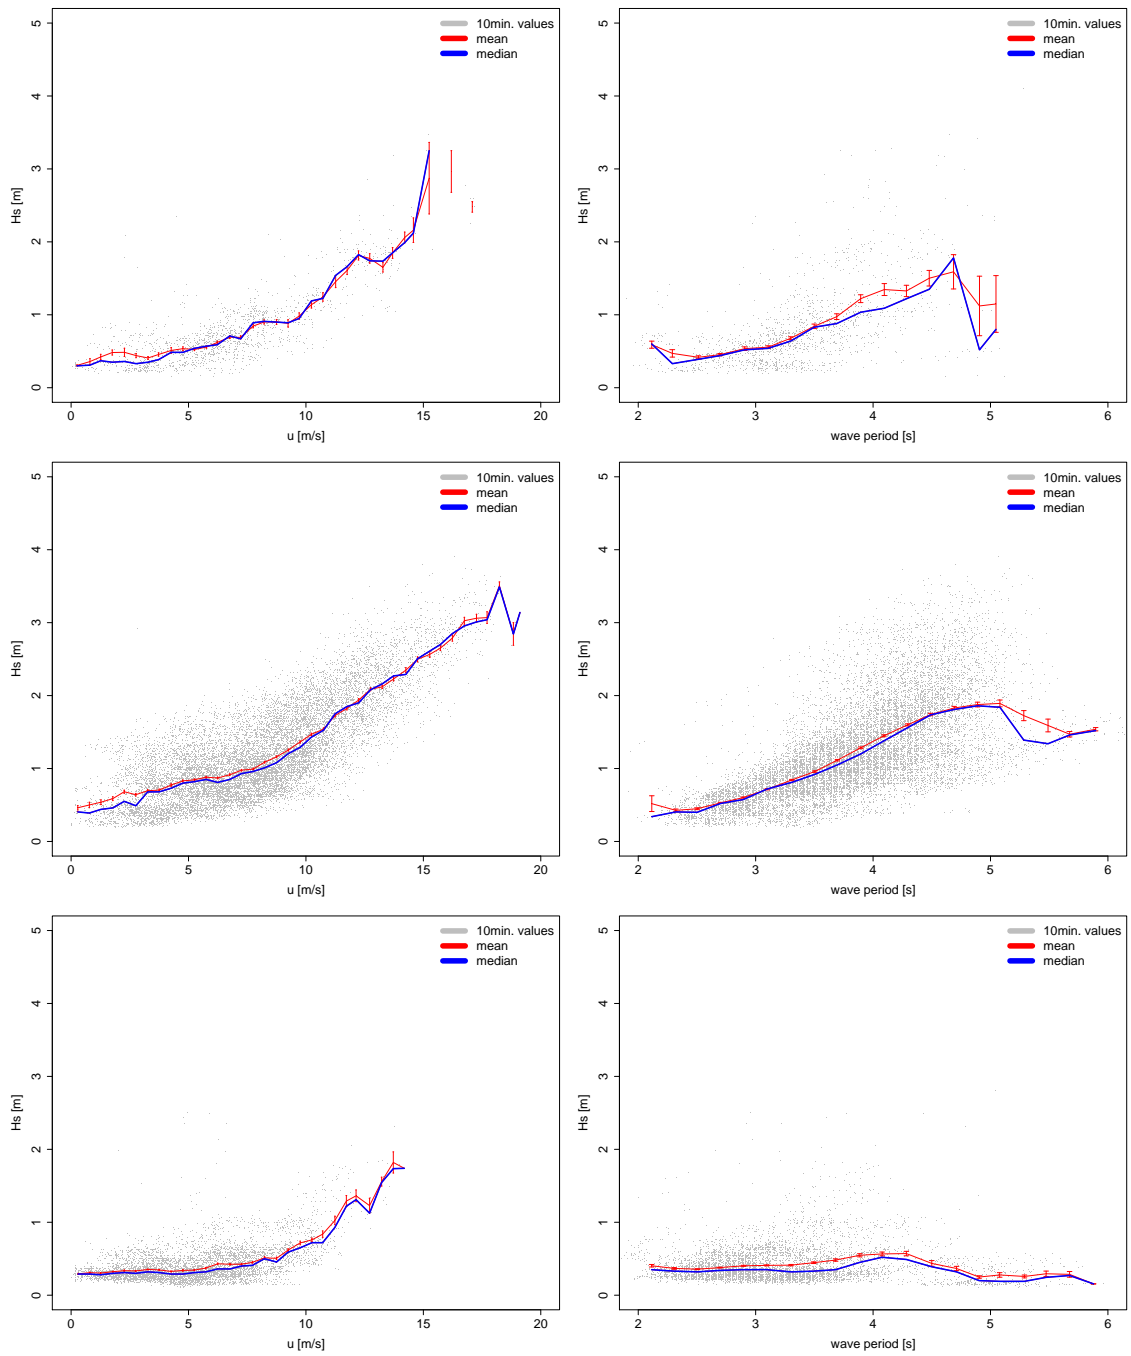 10min. values
mean
median
Hs [m]
0 1 2 3 4 5
0 5 10 15 20
u [m/s]
10min. values
mean
median
Hs [m]
0 1 2 3 4 5
2 3 4 5 6
wave period [s]
10min. values
mean
median
Hs [m]
0 1 2 3 4 5
0 5 10 15 20
u [m/s]
10min. values
mean
median
Hs [m]
0 1 2 3 4 5
2 3 4 5 6
wave period [s]
10min. values
mean
median
Hs [m]
0 1 2 3 4 5
0 5 10 15 20
u [m/s]
10min. values
mean
median
Hs [m]
0 1 2 3 4 5
2 3 4 5 6
wave period [s]